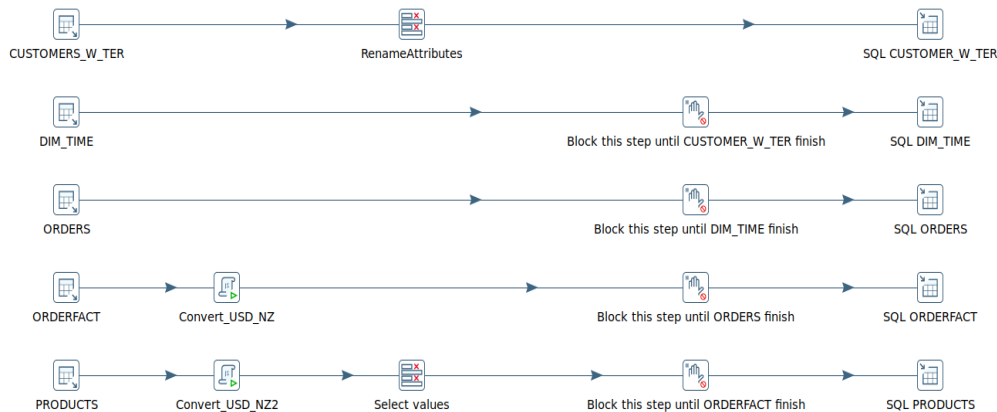 CUSTOMERS_W_TER
RenameAttributes
SQL CUSTOMER_W_TER
DIM_TIME
Block this step until CUSTOMER_W_TER finish
SQL DIM_TIME
ORDERS
Block this step until DIM_TIME finish
SQL ORDERS
ORDERFACT
Convert_USD_NZ
Block this step until ORDERS finish
SQL ORDERFACT
PRODUCTS
Convert_USD_NZ2
Select values
Block this step until ORDERFACT finish
SQL PRODUCTS